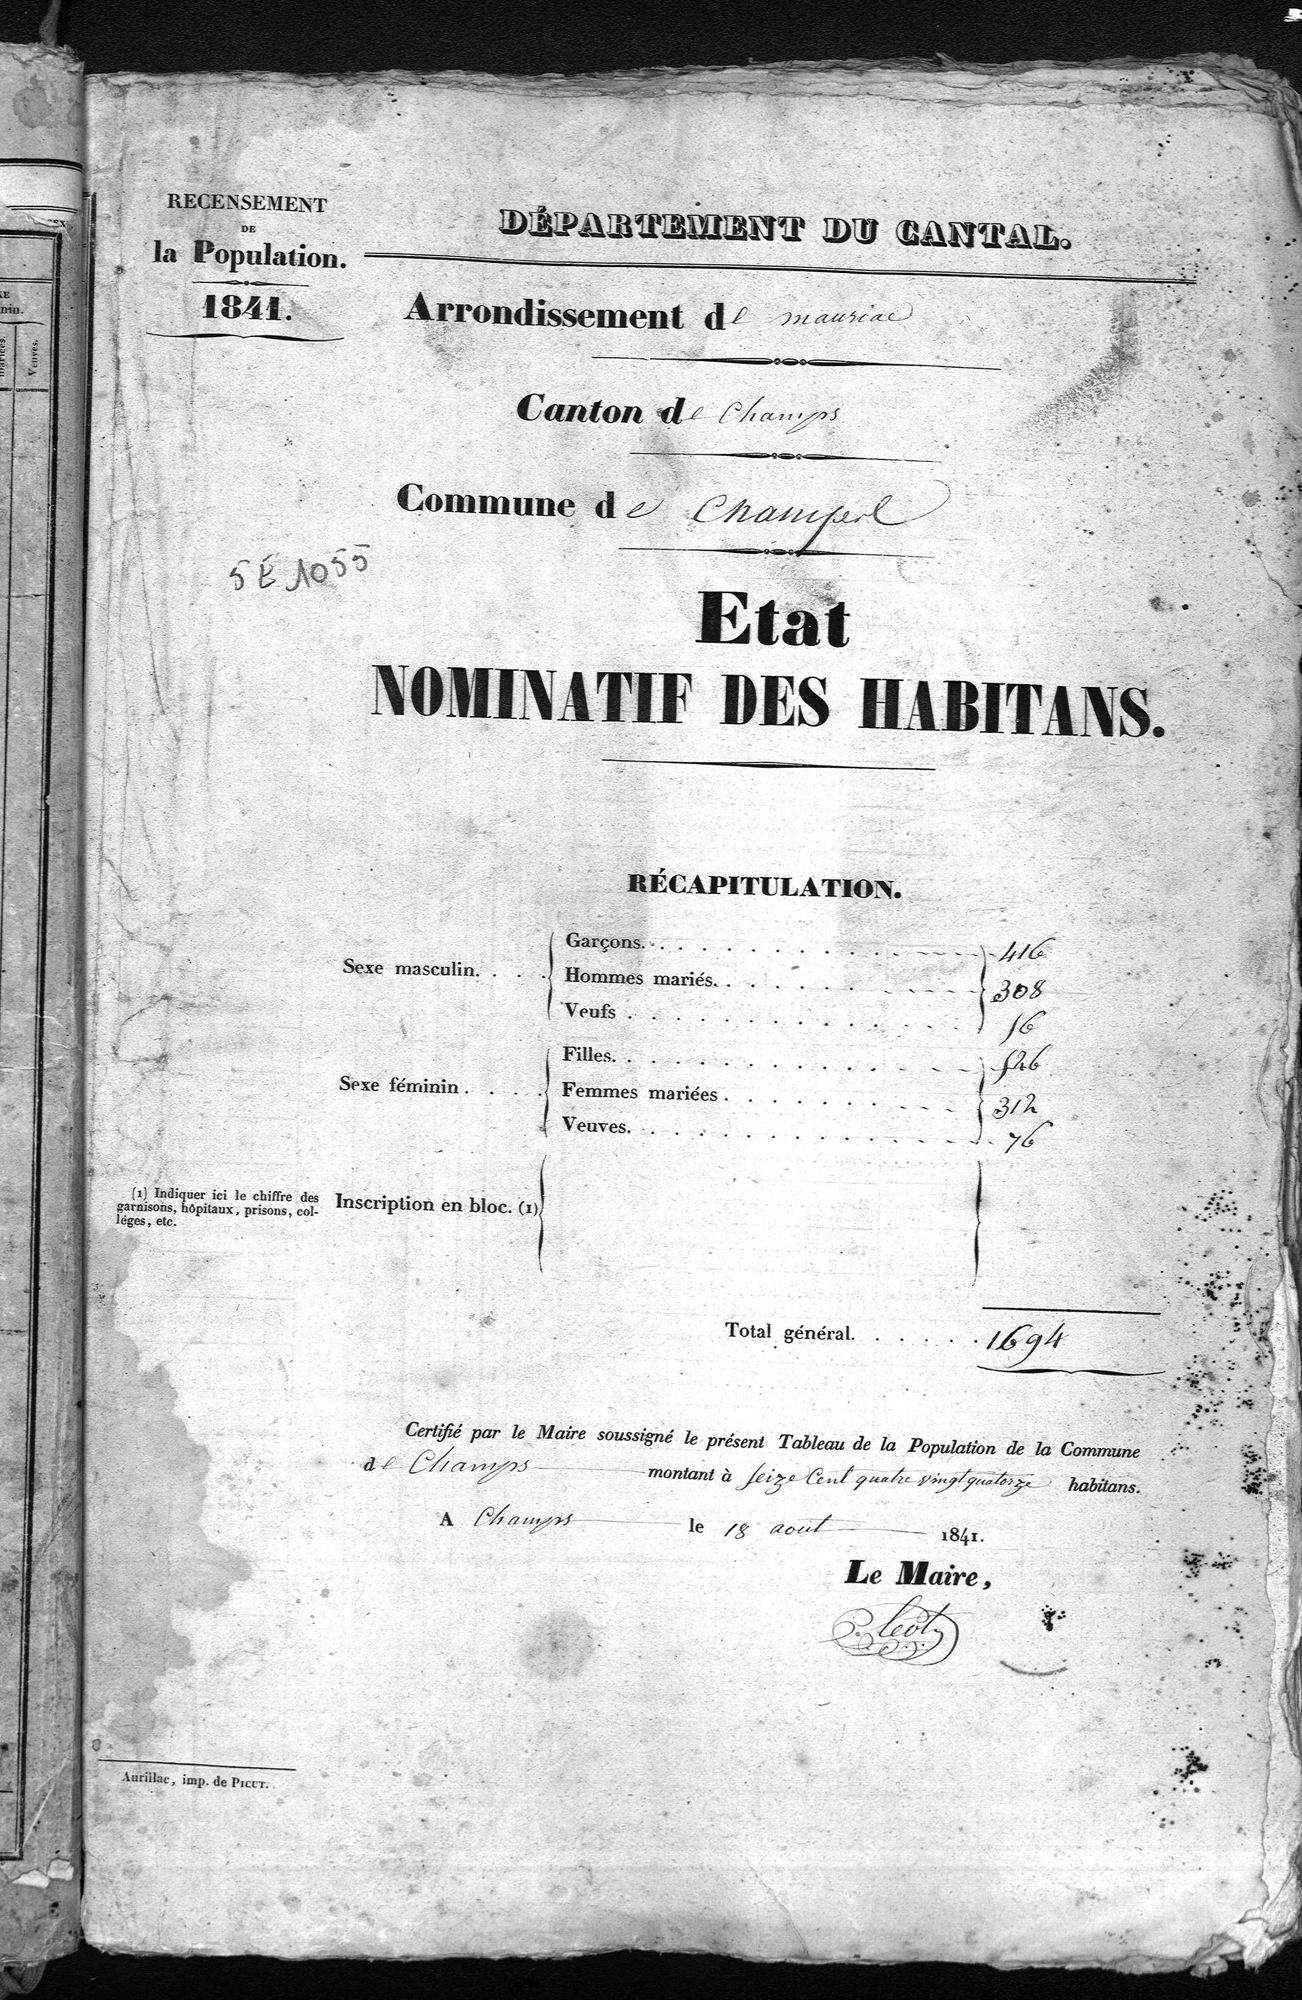 RECENSEMENT
DE
la Population.
1841.
DÉPARTEMENT DU CANTAL.
Arrondissement de mauriac
Canton de Champs
Commune de Champs
5 E 1055
Etat
NOMINATIF DES HABITANS.
RÉCAPITULATION.
Sexe masculin. . . .
Garçons. . . . . . . . . . . . . 416
Hommes mariés. . . . . . . . . . 308
Veufs . . . . . . . . . . . . . 56
Sexe féminin . . . .
Filles. . . . . . . . . . . . . 526
Femmes mariées . . . . . . . . . 312
Veuves. . . . . . . . . . . . . 76
(1) Indiquer ici le chiffre des
garnisons, hôpitaux, prisons, col-
léges, etc.
Inscription en bloc. (1)
Total général. . . . . . 1694
Certifié par le Maire soussigné le présent Tableau de la Population de la Commune
de Champs montant à seize Cent quatre vingt quatorze habitans.
A Champs le 18 aout 1841.
Le Maire,
Aurillac, imp. de PICUT.